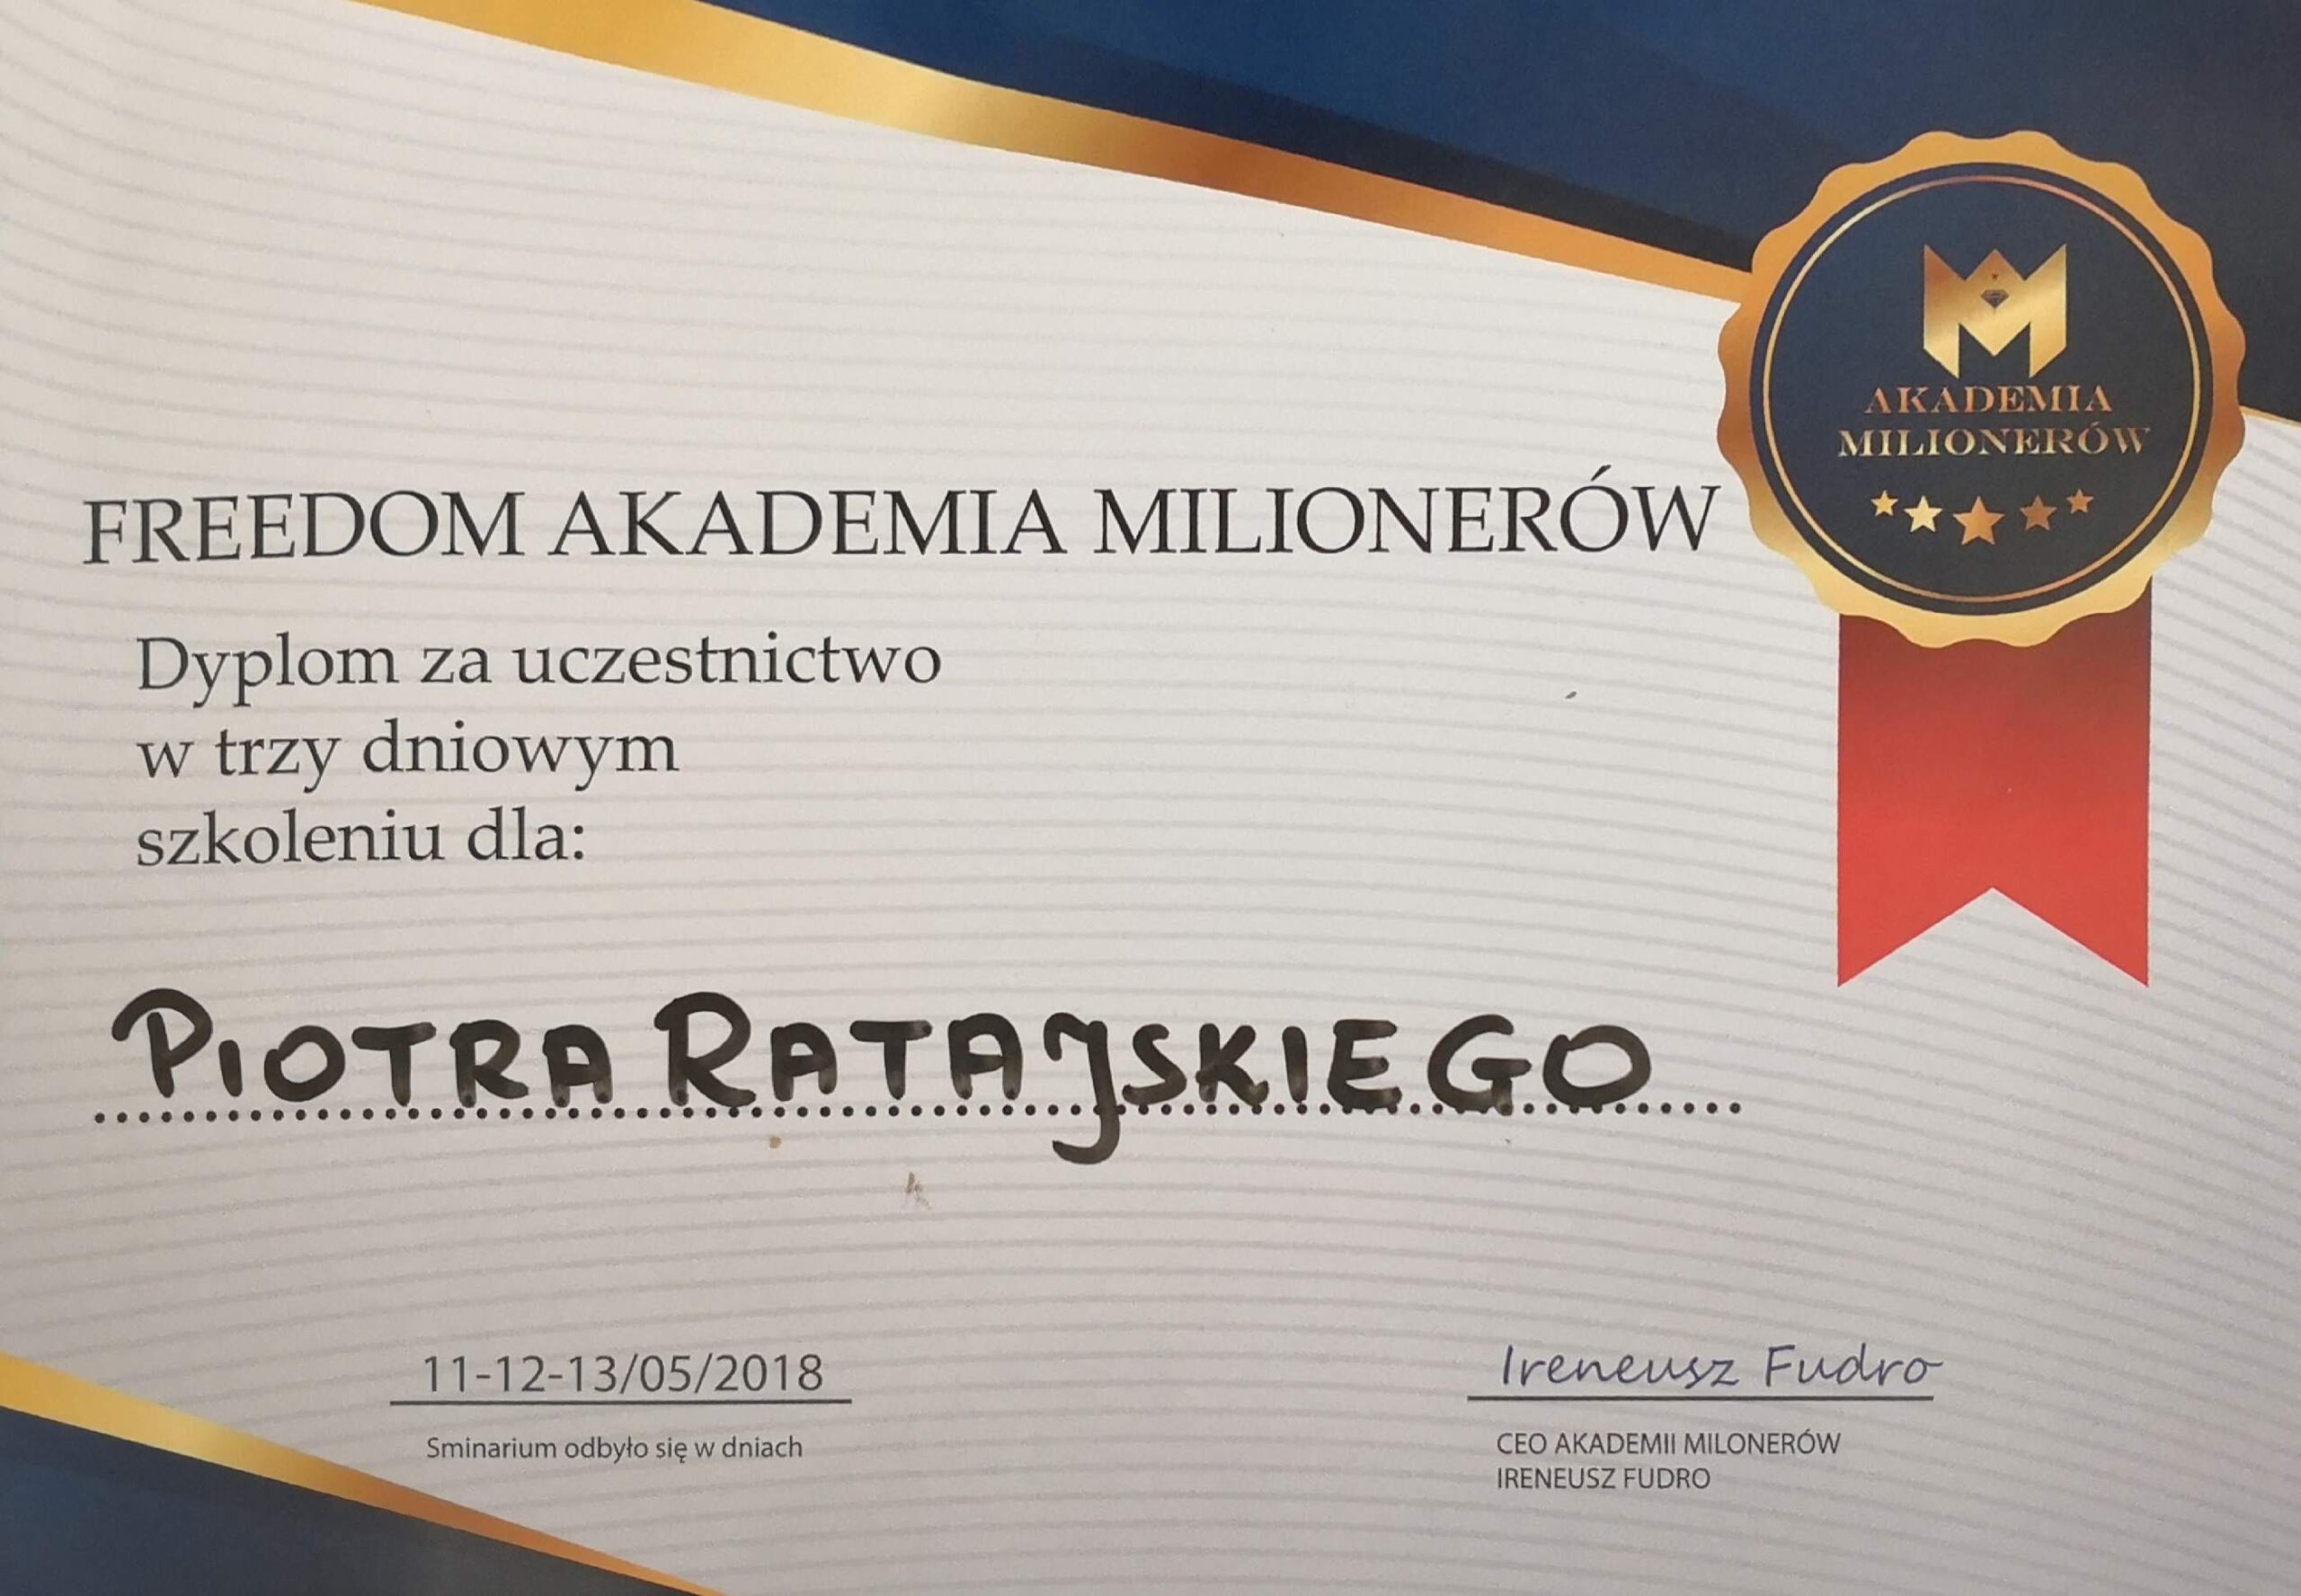 AKADEMIA
MILIONERÓW
FREEDOM AKADEMIA MILIONERÓW
Dyplom za uczestnictwo
w trzy dniowym
szkoleniu dla:
PIOTRA RATAJSKIEGO
11-12-13/05/2018
Sminarium odbyło się w dniach
Ireneusz Fudro
CEO AKADEMII MILONERÓW
IRENEUSZ FUDRO